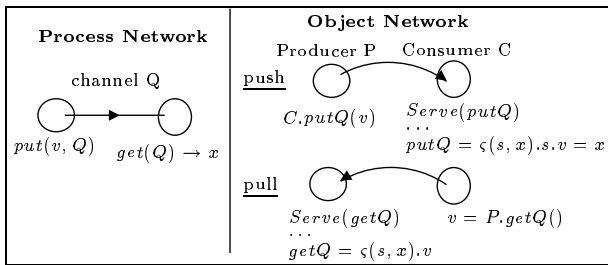 Process Network
channel Q
put(v, Q)
get(Q) → x
Object Network
Producer P
Consumer C
push
C.putQ(v)
Serve(putQ)
...
putQ = ς(s, x).s.v = x
pull
Serve(getQ)
...
getQ = ς(s, x).v
v = P.getQ()